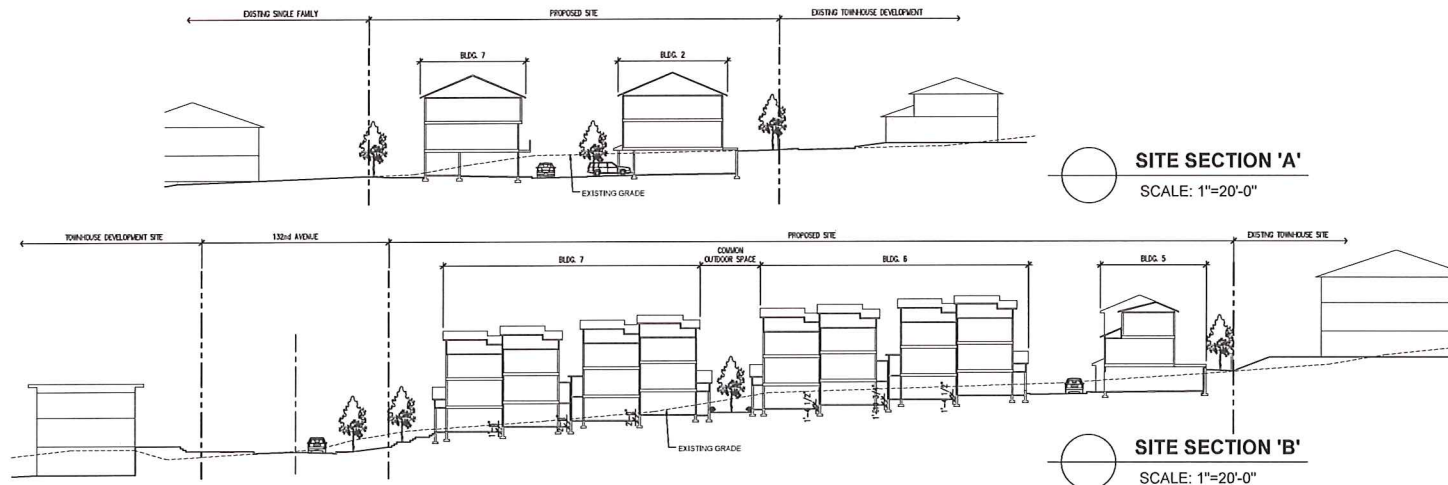 EXISTING SINGLE FAMILY
PROPOSED SITE
EXISTING TOWNHOUSE DEVELOPMENT
BLDG. 7
BLDG. 2
EXISTING GRADE
SITE SECTION 'A'
SCALE: 1"=20'-0"
TOWNHOUSE DEVELOPMENT SITE
132nd AVENUE
PROPOSED SITE
EXISTING TOWNHOUSE SITE
BLDG. 7
COMMON
OUTDOOR SPACE
BLDG. 6
BLDG. 5
EXISTING GRADE
SITE SECTION 'B'
SCALE: 1"=20'-0"